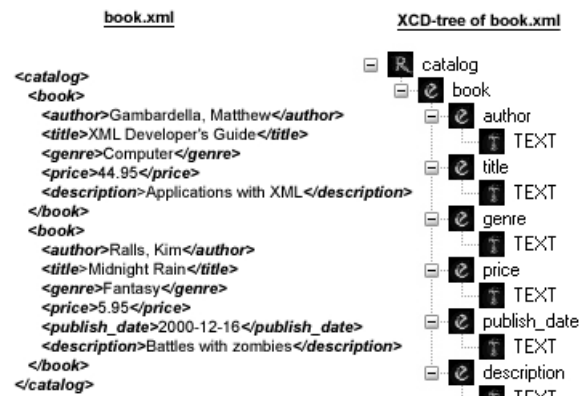 book.xml
<catalog>
<book>
<author>Gambardella, Matthew</author>
<title>XML Developer's Guide</title>
<genre>Computer</genre>
<price>44.95</price>
<description>Applications with XML</description>
</book>
<book>
<author>Ralls, Kim</author>
<title>Midnight Rain</title>
<genre>Fantasy</genre>
<price>5.95</price>
<publish_date>2000-12-16</publish_date>
<description>Battles with zombies</description>
</book>
</catalog>
XCD-tree of book.xml
R catalog
e book
e author
T TEXT
e title
T TEXT
e genre
T TEXT
e price
T TEXT
e publish_date
T TEXT
e description
T TEXT